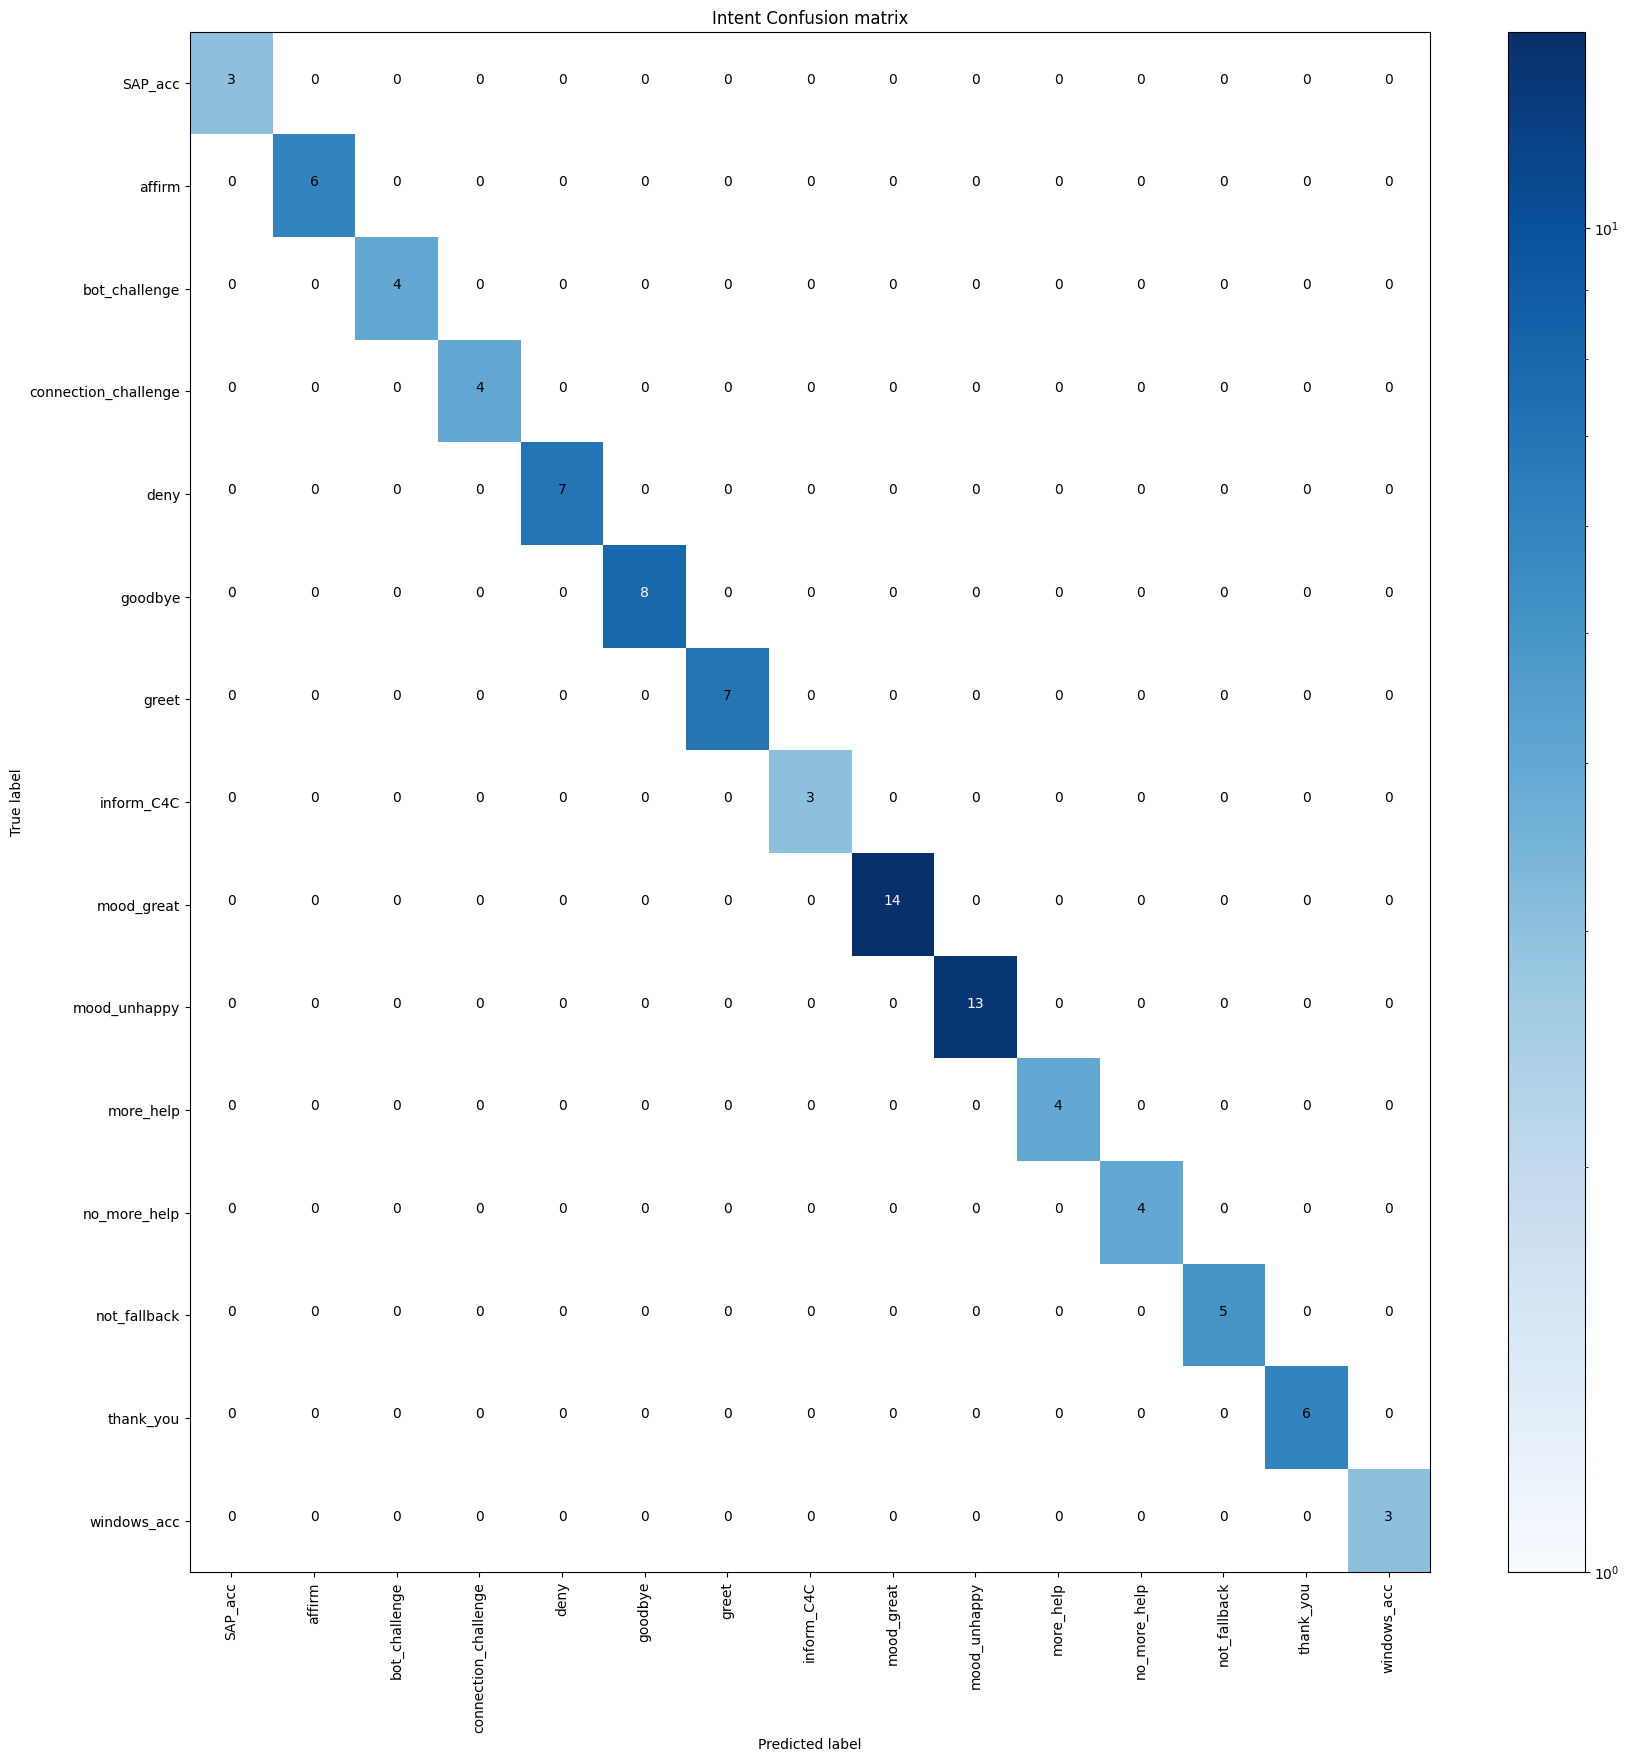 Intent Confusion matrix
SAP_acc 3 0 0 0 0 0 0 0 0 0 0 0 0 0 0
affirm 0 6 0 0 0 0 0 0 0 0 0 0 0 0 0
10¹
bot_challenge 0 0 4 0 0 0 0 0 0 0 0 0 0 0 0
connection_challenge 0 0 0 4 0 0 0 0 0 0 0 0 0 0 0
deny 0 0 0 0 7 0 0 0 0 0 0 0 0 0 0
goodbye 0 0 0 0 0 8 0 0 0 0 0 0 0 0 0
greet 0 0 0 0 0 0 7 0 0 0 0 0 0 0 0
True label
inform_C4C 0 0 0 0 0 0 0 3 0 0 0 0 0 0 0
mood_great 0 0 0 0 0 0 0 0 14 0 0 0 0 0 0
mood_unhappy 0 0 0 0 0 0 0 0 0 13 0 0 0 0 0
more_help 0 0 0 0 0 0 0 0 0 0 4 0 0 0 0
no_more_help 0 0 0 0 0 0 0 0 0 0 0 4 0 0 0
not_fallback 0 0 0 0 0 0 0 0 0 0 0 0 5 0 0
thank_you 0 0 0 0 0 0 0 0 0 0 0 0 0 6 0
windows_acc 0 0 0 0 0 0 0 0 0 0 0 0 0 0 3
10⁰
SAP_acc
affirm
bot_challenge
connection_challenge
deny
goodbye
greet
inform_C4C
mood_great
mood_unhappy
more_help
no_more_help
not_fallback
thank_you
windows_acc
Predicted label